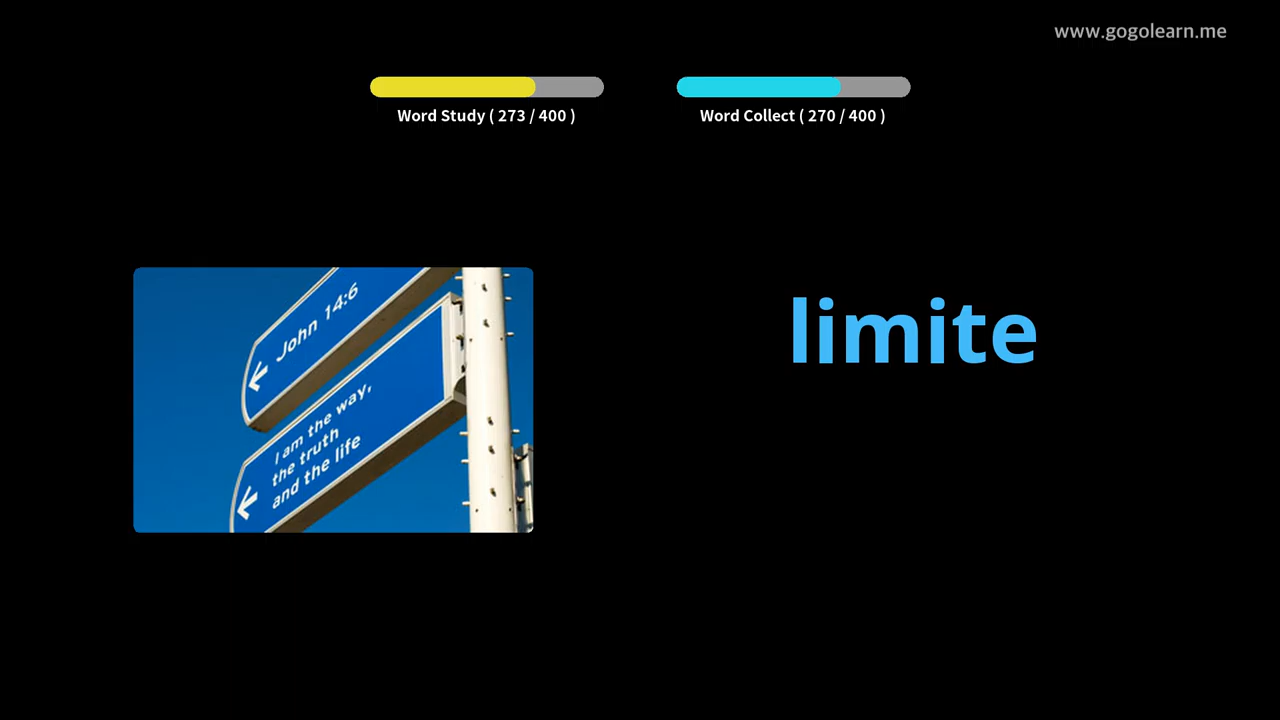 www.gogolearn.me
Word Study ( 273 / 400 )
Word Collect ( 270 / 400 )
John 14:6
I am the way,
the truth
and the life
limite